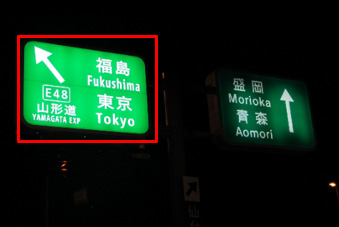 福島
Fukushima
E48
山形道
YAMAGATA EXP
東京
Tokyo
盛岡
Morioka
青森
Aomori